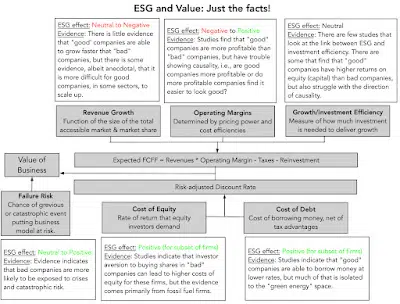 ESG and Value: Just the facts!
ESG effect: Neutral to Negative
Evidence: There is little evidence
that "good" companies are able
to grow faster that "bad"
companies, but there is some
evidence, albeit anecdotal, that it
is more difficult for good
companies, in some sectors, to
scale up.
ESG effect: Negative to Positive
Evidence: Studies find that "good"
companies are more profitable than
"bad" companies, but have trouble
showing causality, i.e., are good
companies more profitable or do
more profitable companies find it
easier to look good?
ESG effect: Neutral
Evidence: There are few studies that
look at the link between ESG and
investment efficiency. There are
some that find that "good"
companies have higher returns on
equity (capital) than bad companies,
but also struggle with the direction
of causality.
Revenue Growth
Function of the size of the total
accessible market & market share
Operating Margins
Determined by pricing power and
cost efficiencies
Growth/Investment Efficiency
Measure of how much investment
is needed to deliver growth
Value of
Business
Expected FCFF = Revenues * Operating Margin - Taxes - Reinvestment
Risk-adjusted Discount Rate
Failure Risk
Chance of grevious
or catastrophic event
putting business
model at risk.
Cost of Equity
Rate of return that equity
investors demand
Cost of Debt
Cost of borrowing money, net of
tax advantages
ESG effect: Neutral to Positive
Evidence: Evidence indicates
that bad companies are more
likely to be exposed to crises
and catastrophic risk.
ESG effect: Positive (for subset of firms)
Evidence: Studies indicate that investor
aversion to buying shares in "bad"
companies can lead to higher costs of
equity for these firms, but the evidence
comes primarily from fossil fuel firms.
ESG effect: Positive (for subset of firms)
Evidence: Studies indicate that "good"
companies are able to borrow money at
lower rates, but much of that is isolated
to the "green energy" space.